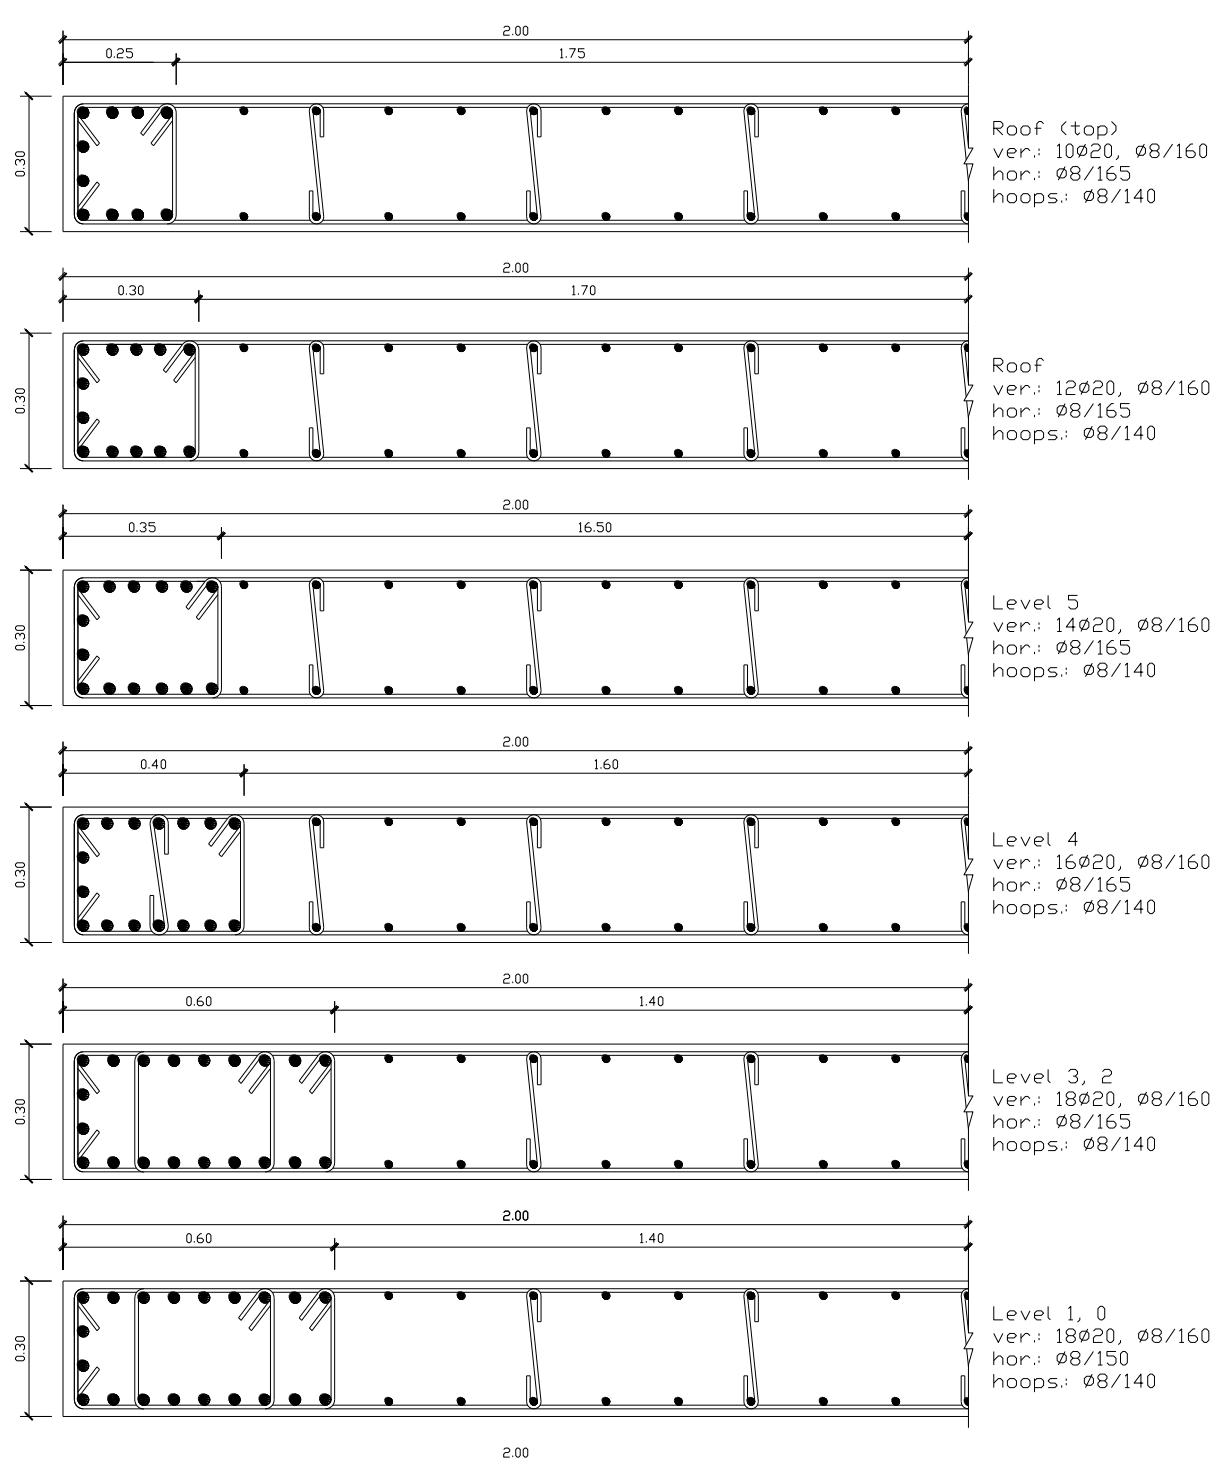 2.00
0.25
1.75
0.30
Roof (top)
ver.: 10Ø20, Ø8/160
hor.: Ø8/165
hoops.: Ø8/140
2.00
0.30
1.70
0.30
Roof
ver.: 12Ø20, Ø8/160
hor.: Ø8/165
hoops.: Ø8/140
2.00
0.35
16.50
0.30
Level 5
ver.: 14Ø20, Ø8/160
hor.: Ø8/165
hoops.: Ø8/140
2.00
0.40
1.60
0.30
Level 4
ver.: 16Ø20, Ø8/160
hor.: Ø8/165
hoops.: Ø8/140
2.00
0.60
1.40
0.30
Level 3, 2
ver.: 18Ø20, Ø8/160
hor.: Ø8/165
hoops.: Ø8/140
2.00
0.60
1.40
0.30
Level 1, 0
ver.: 18Ø20, Ø8/160
hor.: Ø8/150
hoops.: Ø8/140
2.00